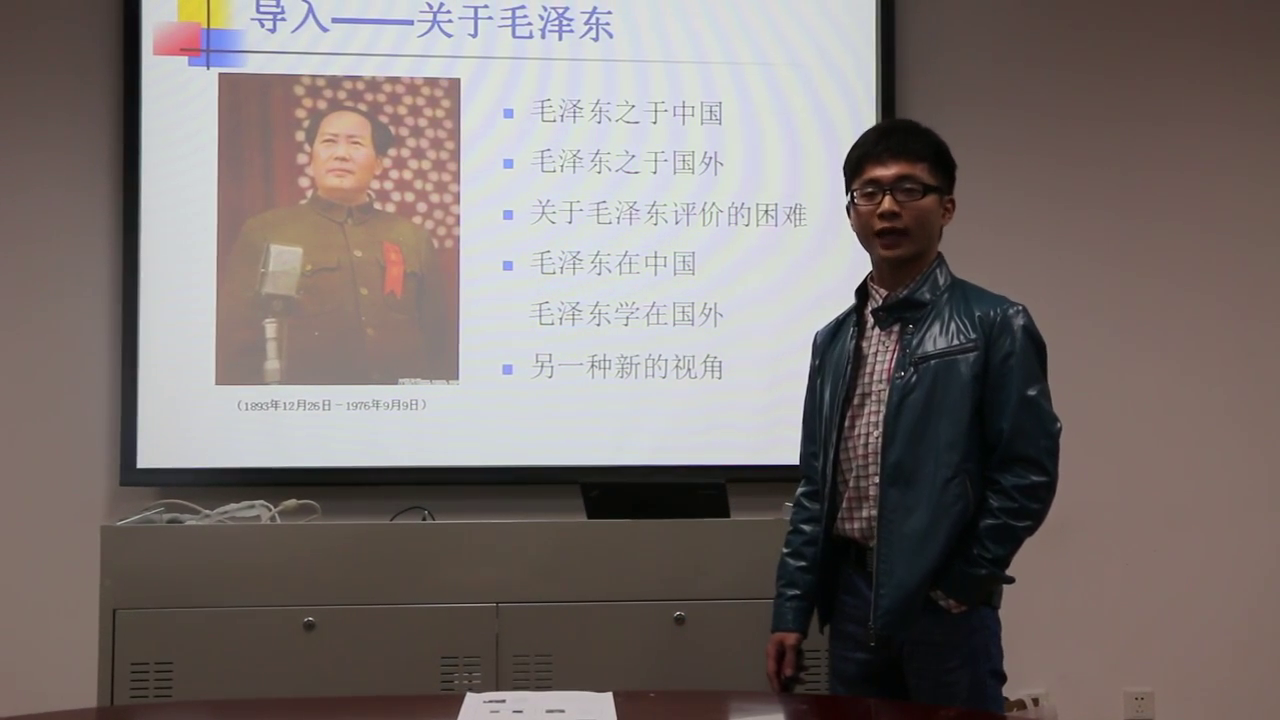 导入——关于毛泽东
毛泽东之于中国
毛泽东之于国外
关于毛泽东评价的困难
毛泽东在中国
毛泽东学在国外
另一种新的视角
（1893年12月26日－1976年9月9日）